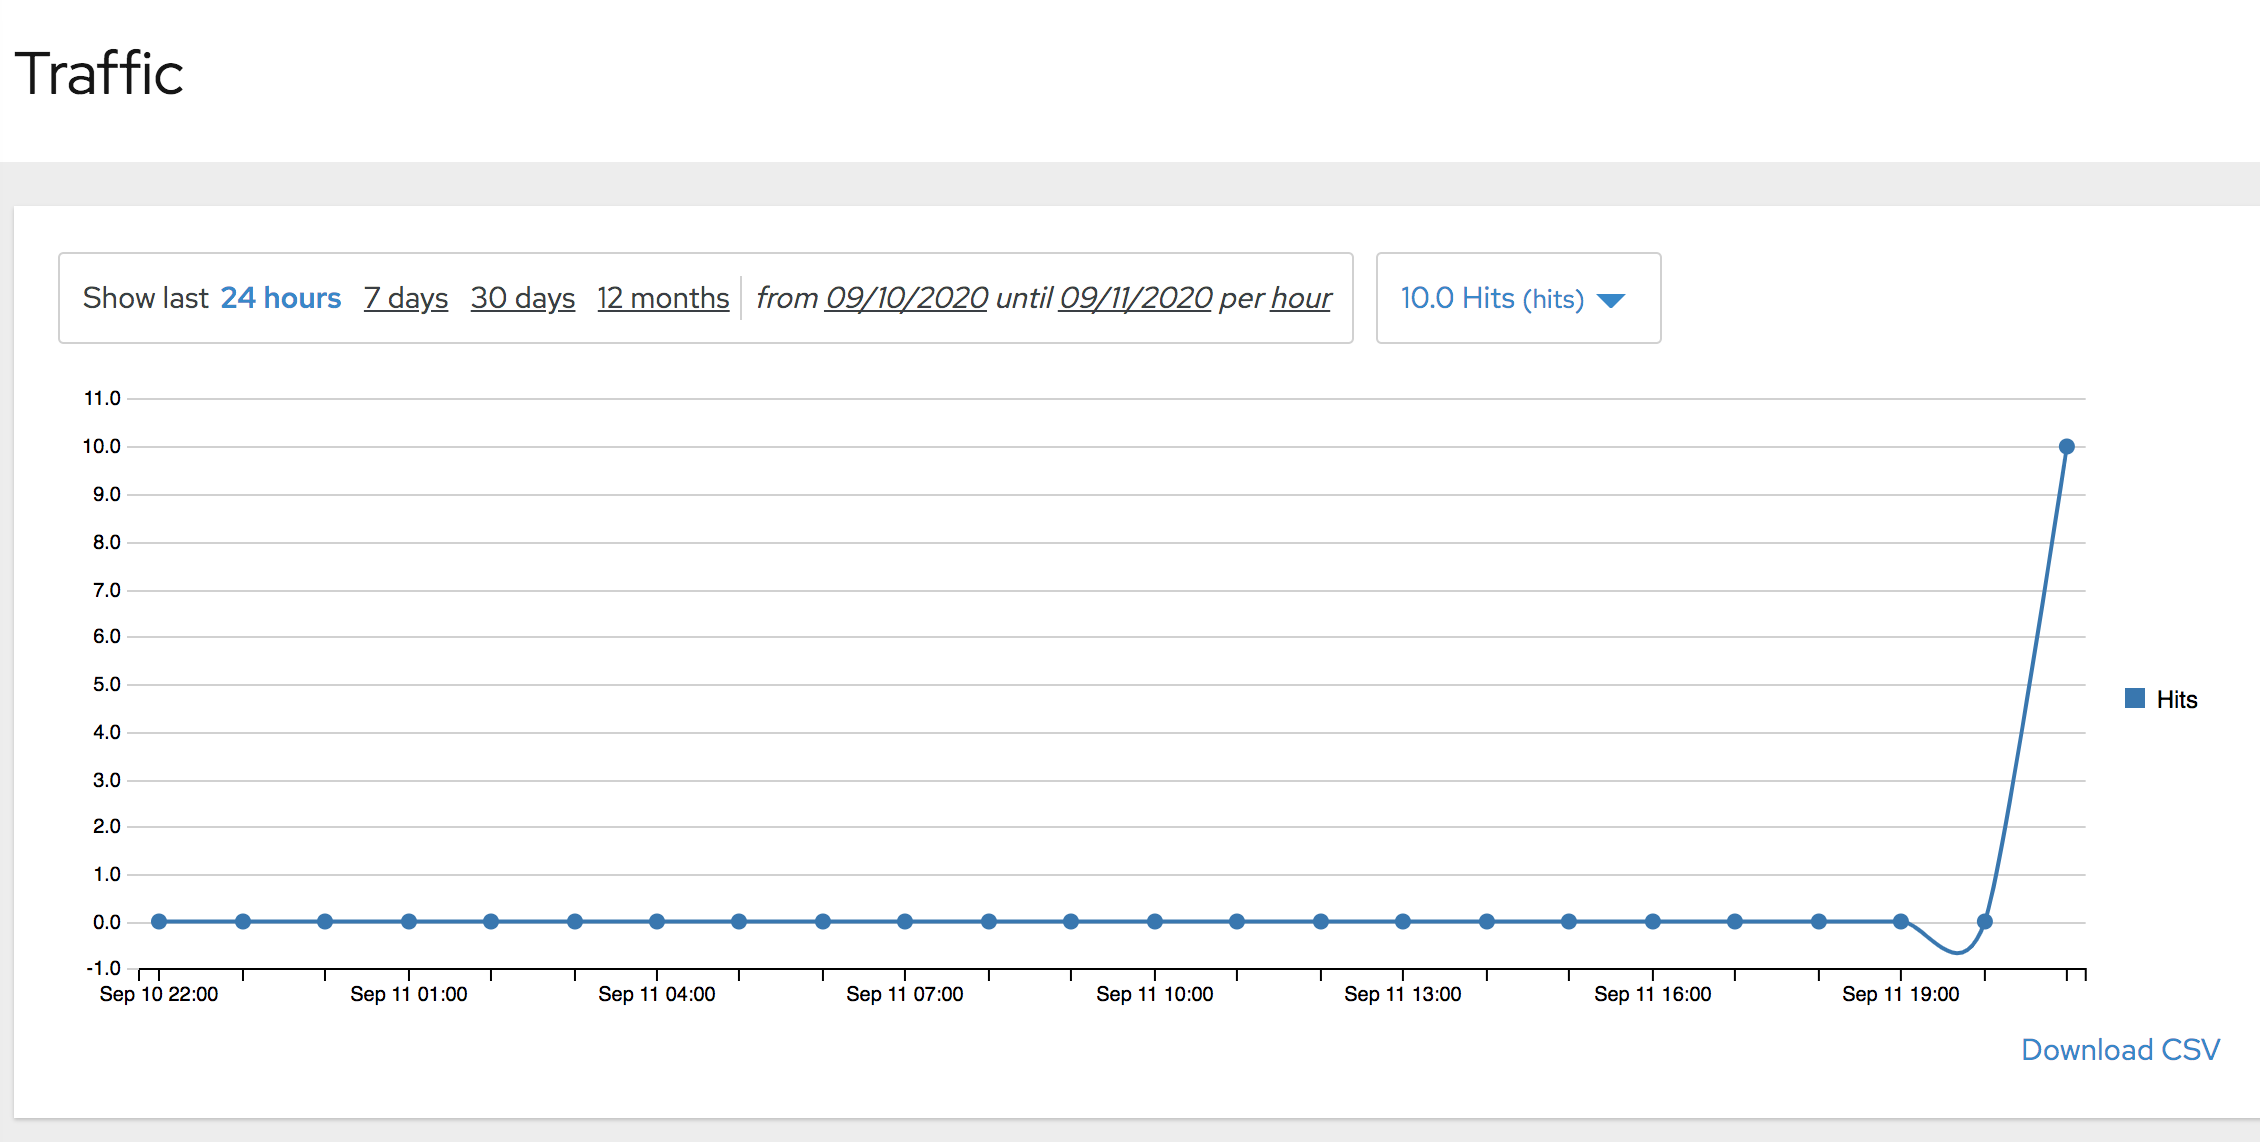 Traffic
Show last 24 hours 7 days 30 days 12 months from 09/10/2020 until 09/11/2020 per hour
10.0 Hits (hits)
11.0
10.0
9.0
8.0
7.0
6.0
5.0
4.0
3.0
2.0
1.0
0.0
-1.0
Sep 10 22:00 Sep 11 01:00 Sep 11 04:00 Sep 11 07:00 Sep 11 10:00 Sep 11 13:00 Sep 11 16:00 Sep 11 19:00
Hits
Download CSV